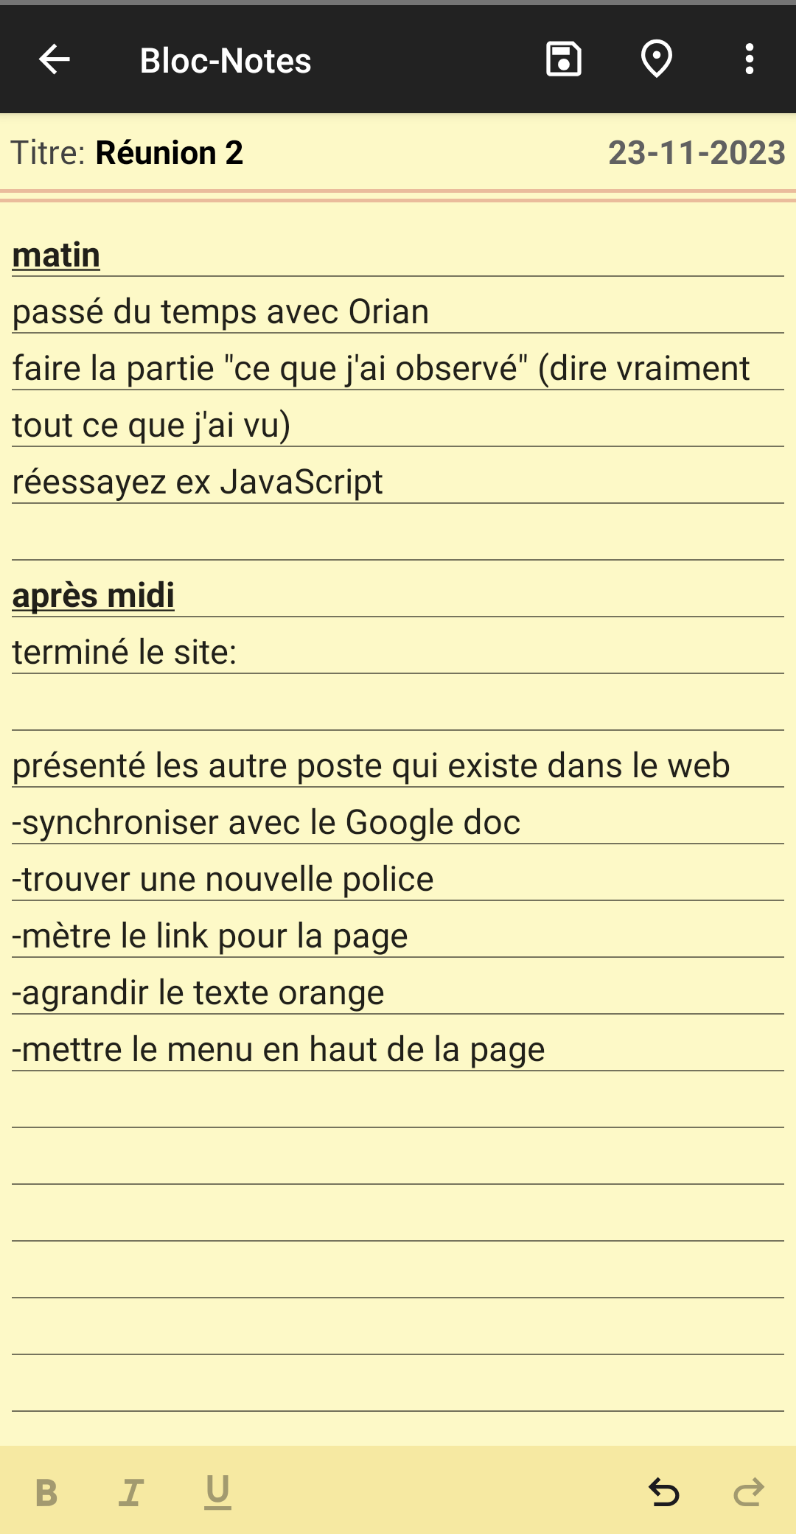 Bloc-Notes
Titre: Réunion 2 23-11-2023
matin
passé du temps avec Orian
faire la partie "ce que j'ai observé" (dire vraiment
tout ce que j'ai vu)
réessayez ex JavaScript
après midi
terminé le site:
présenté les autre poste qui existe dans le web
-synchroniser avec le Google doc
-trouver une nouvelle police
-mètre le link pour la page
-agrandir le texte orange
-mettre le menu en haut de la page
B I U